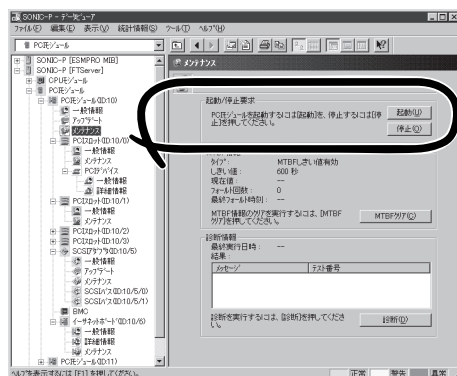 SONIC-P - データビューア
ファイル(F) 編集(E) 表示(V) 統計情報(S) ツール(T) ヘルプ(H)
PCIモジュール
SONIC-P [ESMPRO MIB]
SONIC-P [FTServer]
CPUモジュール
PCIモジュール
PCIモジュール(ID:10)
一般情報
アップデート
メンテナンス
PCIスロット(ID:10/0)
一般情報
メンテナンス
PCIデバイス
一般情報
詳細情報
PCIスロット(ID:10/1)
一般情報
メンテナンス
PCIスロット(ID:10/2)
PCIスロット(ID:10/3)
SCSIアダプタ(ID:10/5)
一般情報
アップデート
メンテナンス
SCSIバス(ID:10/5/0)
SCSIバス(ID:10/5/1)
BMC
イーサネットボード(ID:10/6)
一般情報
詳細情報
メンテナンス
PCIモジュール(ID:11)
メンテナンス
起動/停止要求
PCIモジュールを起動するには[起動]を、停止するには[停
止]を押してください。
起動(U)
停止(O)
MTBF情報
タイプ: MTBFしきい値有効
しきい値: 600 秒
現在値: --
フォールト回数: 0
最終フォールト時刻: --
MTBF情報のクリアを実行するには、[MTBF
クリア]を押してください。
MTBFクリア(C)
診断情報
最終実行日時: --
結果:
メッセージ テスト番号
診断を実行するには、[診断]を押してくださ
い。
診断(D)
ヘルプを表示するには [F1] を押してください。
正常 警告 異常